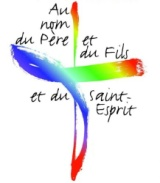 Au
nom
du Père et
du Fils
et du Saint-
Esprit